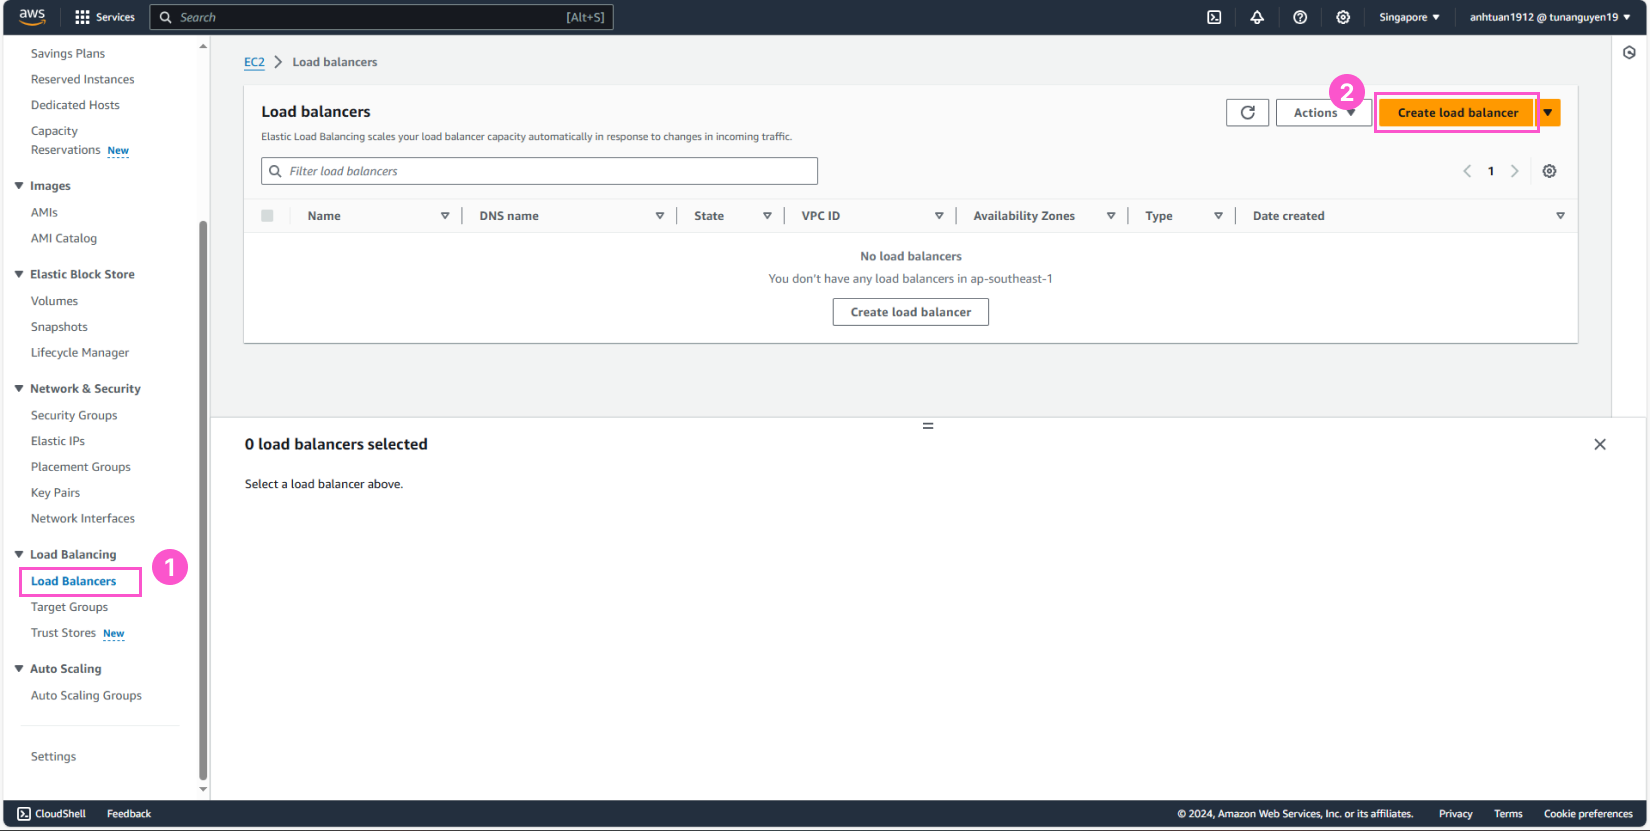 aws
Services
Search
[Alt+S]
Singapore
anhtuan1912 @ tunanguyen19
Savings Plans
Reserved Instances
Dedicated Hosts
Capacity
Reservations New
Images
AMIs
AMI Catalog
Elastic Block Store
Volumes
Snapshots
Lifecycle Manager
Network & Security
Security Groups
Elastic IPs
Placement Groups
Key Pairs
Network Interfaces
Load Balancing
1
Load Balancers
Target Groups
Trust Stores New
Auto Scaling
Auto Scaling Groups
Settings
EC2 > Load balancers
Load balancers
Elastic Load Balancing scales your load balancer capacity automatically in response to changes in incoming traffic.
Actions
2
Create load balancer
Filter load balancers
1
Name
DNS name
State
VPC ID
Availability Zones
Type
Date created
No load balancers
You don't have any load balancers in ap-southeast-1
Create load balancer
0 load balancers selected
Select a load balancer above.
CloudShell
Feedback
© 2024, Amazon Web Services, Inc. or its affiliates.
Privacy
Terms
Cookie preferences